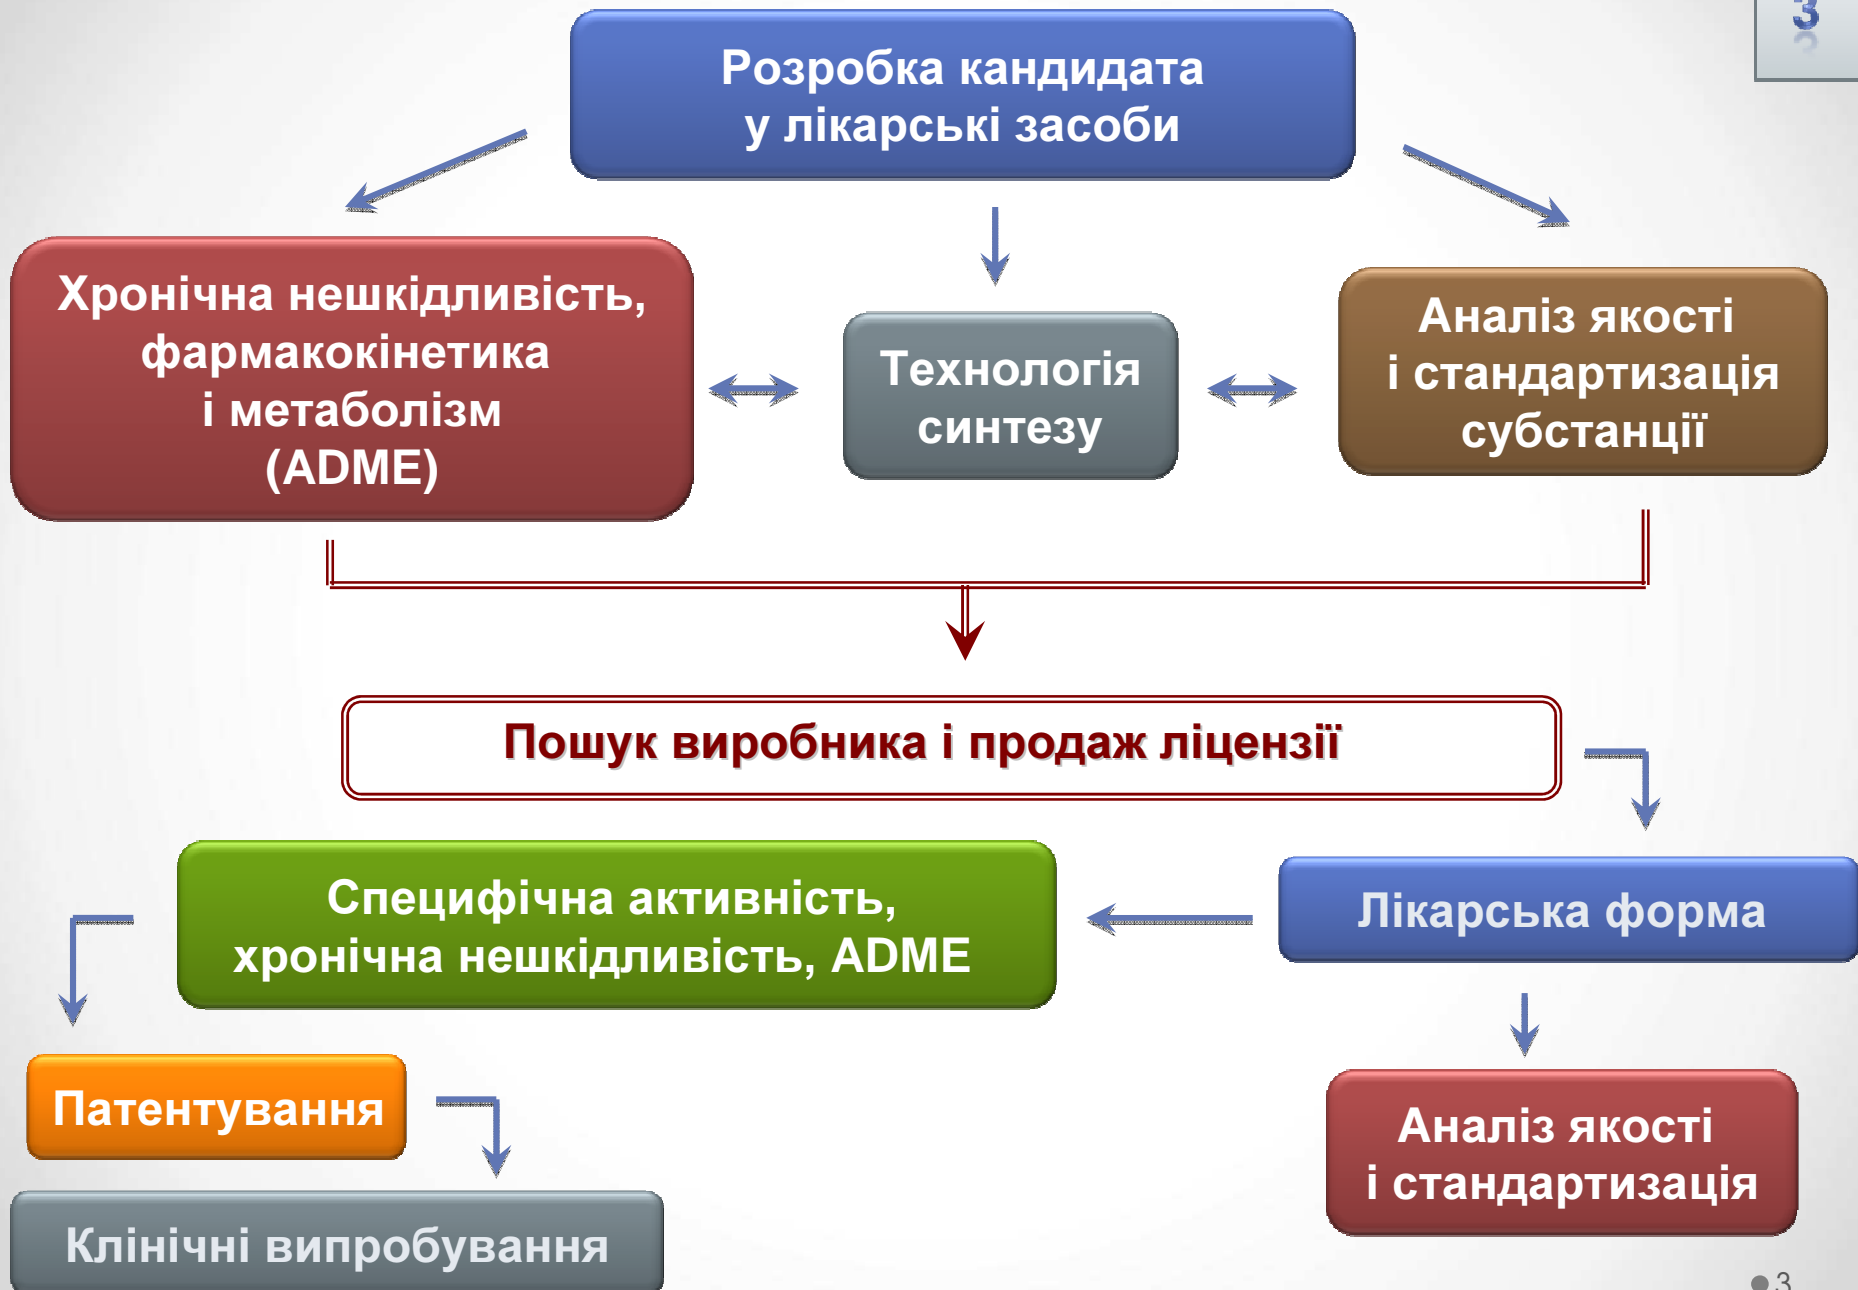 3
Розробка кандидата
у лікарські засоби
Хронічна нешкідливість,
фармакокінетика
і метаболізм
(ADME)
Технологія
синтезу
Аналіз якості
і стандартизація
субстанції
Пошук виробника і продаж ліцензії
Специфічна активність,
хронічна нешкідливість, ADME
Лікарська форма
Патентування
Аналіз якості
і стандартизація
Клінічні випробування
3